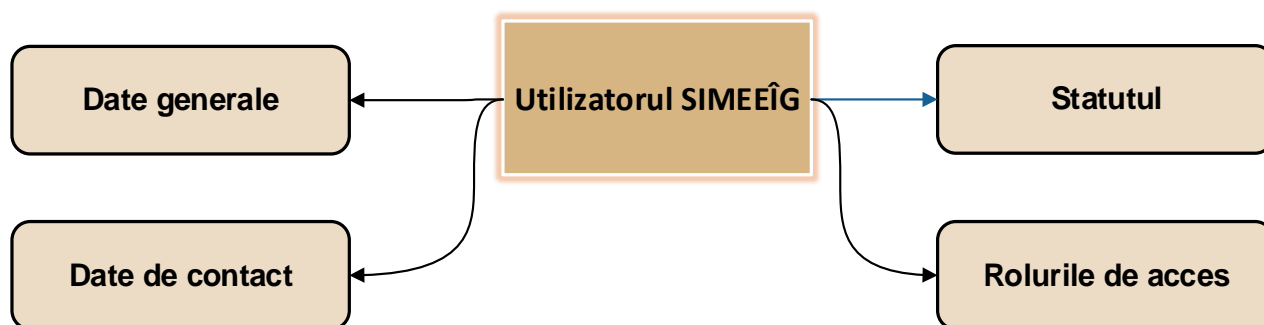 Date generale
Utilizatorul SIMEEÎG
Statutul
Date de contact
Rolurile de acces